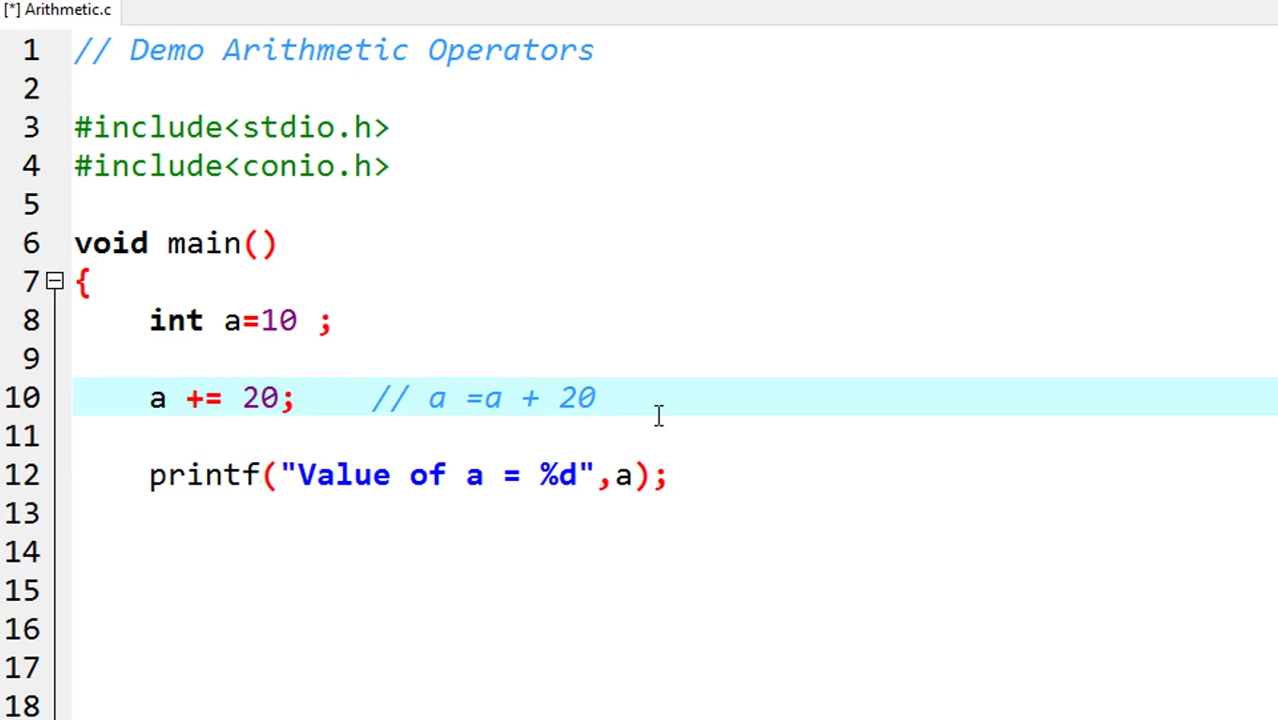 [*] Arithmetic.c
1 // Demo Arithmetic Operators
2
3 #include<stdio.h>
4 #include<conio.h>
5
6 void main()
7 {
8 int a=10 ;
9
10 a += 20; // a =a + 20
11
12 printf("Value of a = %d",a);
13
14
15
16
17
18